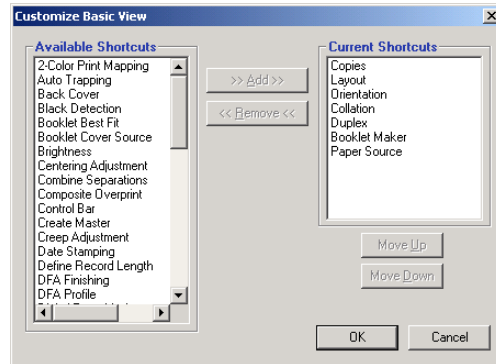 Customize Basic View
Available Shortcuts
2-Color Print Mapping
Auto Trapping
Back Cover
Black Detection
Booklet Best Fit
Booklet Cover Source
Brightness
Centering Adjustment
Combine Separations
Composite Overprint
Control Bar
Create Master
Creep Adjustment
Date Stamping
Define Record Length
DFA Finishing
DFA Profile
>> Add >>
<< Remove <<
Current Shortcuts
Copies
Layout
Orientation
Collation
Duplex
Booklet Maker
Paper Source
Move Up
Move Down
OK
Cancel